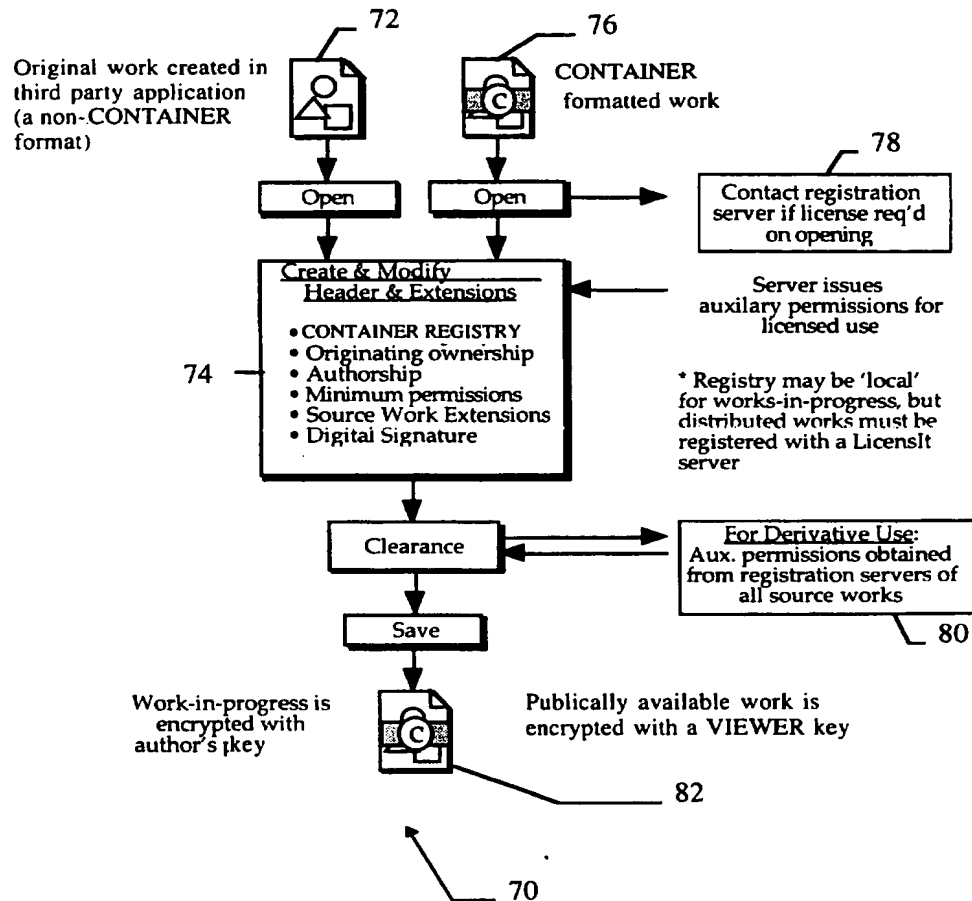 72
76
Original work created in
third party application
(a non-CONTAINER
format)
C
CONTAINER
formatted work
78
Open
Open
Contact registration
server if license req'd
on opening
Create & Modify
Header & Extensions
• CONTAINER REGISTRY
• Originating ownership
• Authorship
• Minimum permissions
• Source Work Extensions
• Digital Signature
74
Server issues
auxilary permissions for
licensed use
* Registry may be 'local'
for works-in-progress, but
distributed works must be
registered with a LicensIt
server
Clearance
For Derivative Use:
Aux. permissions obtained
from registration servers of
all source works
80
Save
Work-in-progress is
encrypted with
author's key
C
Publically available work is
encrypted with a VIEWER key
82
70